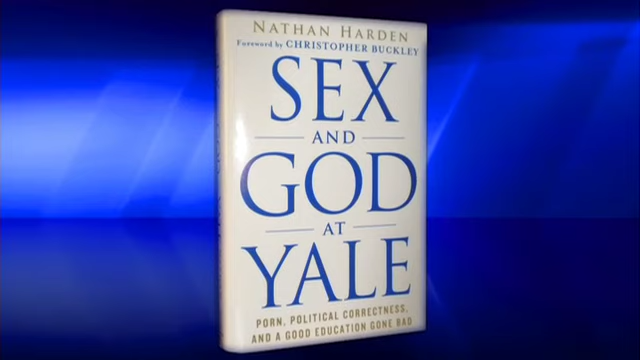 NATHAN HARDEN
Foreword by CHRISTOPHER BUCKLEY
SEX
AND
GOD
AT
YALE
PORN, POLITICAL CORRECTNESS,
AND A GOOD EDUCATION GONE BAD